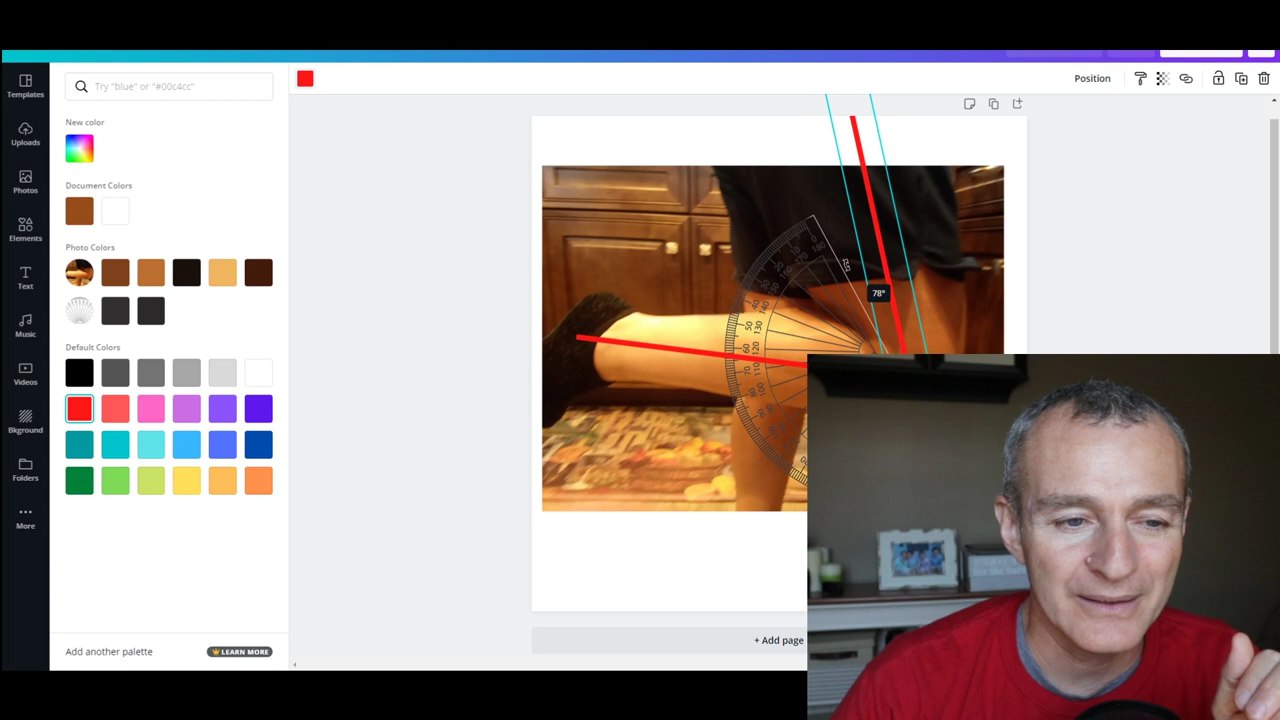 Templates
Uploads
Photos
Elements
Text
Music
Videos
Bkground
Folders
More
Try "blue" or "#00c4cc"
New color
Document Colors
Photo Colors
Default Colors
Add another palette
LEARN MORE
Position
78°
+ Add page